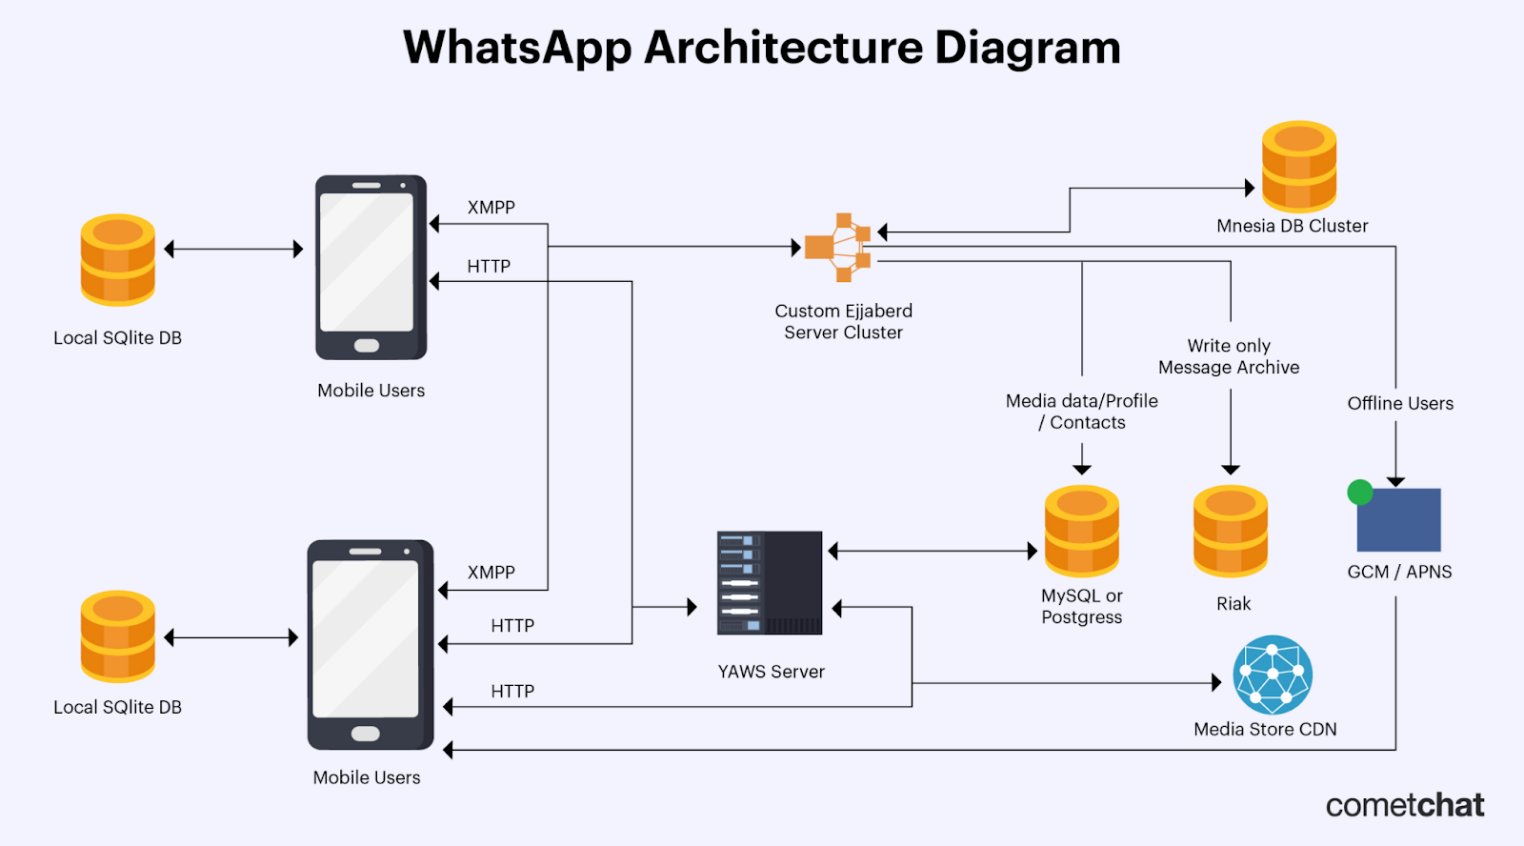 WhatsApp Architecture Diagram
Mnesia DB Cluster
XMPP
HTTP
Local SQlite DB
Mobile Users
Custom Ejjaberd
Server Cluster
Write only
Message Archive
Media data/Profile
/ Contacts
Offline Users
XMPP
HTTP
HTTP
Local SQlite DB
Mobile Users
YAWS Server
MySQL or
Postgress
Riak
GCM / APNS
Media Store CDN
cometchat